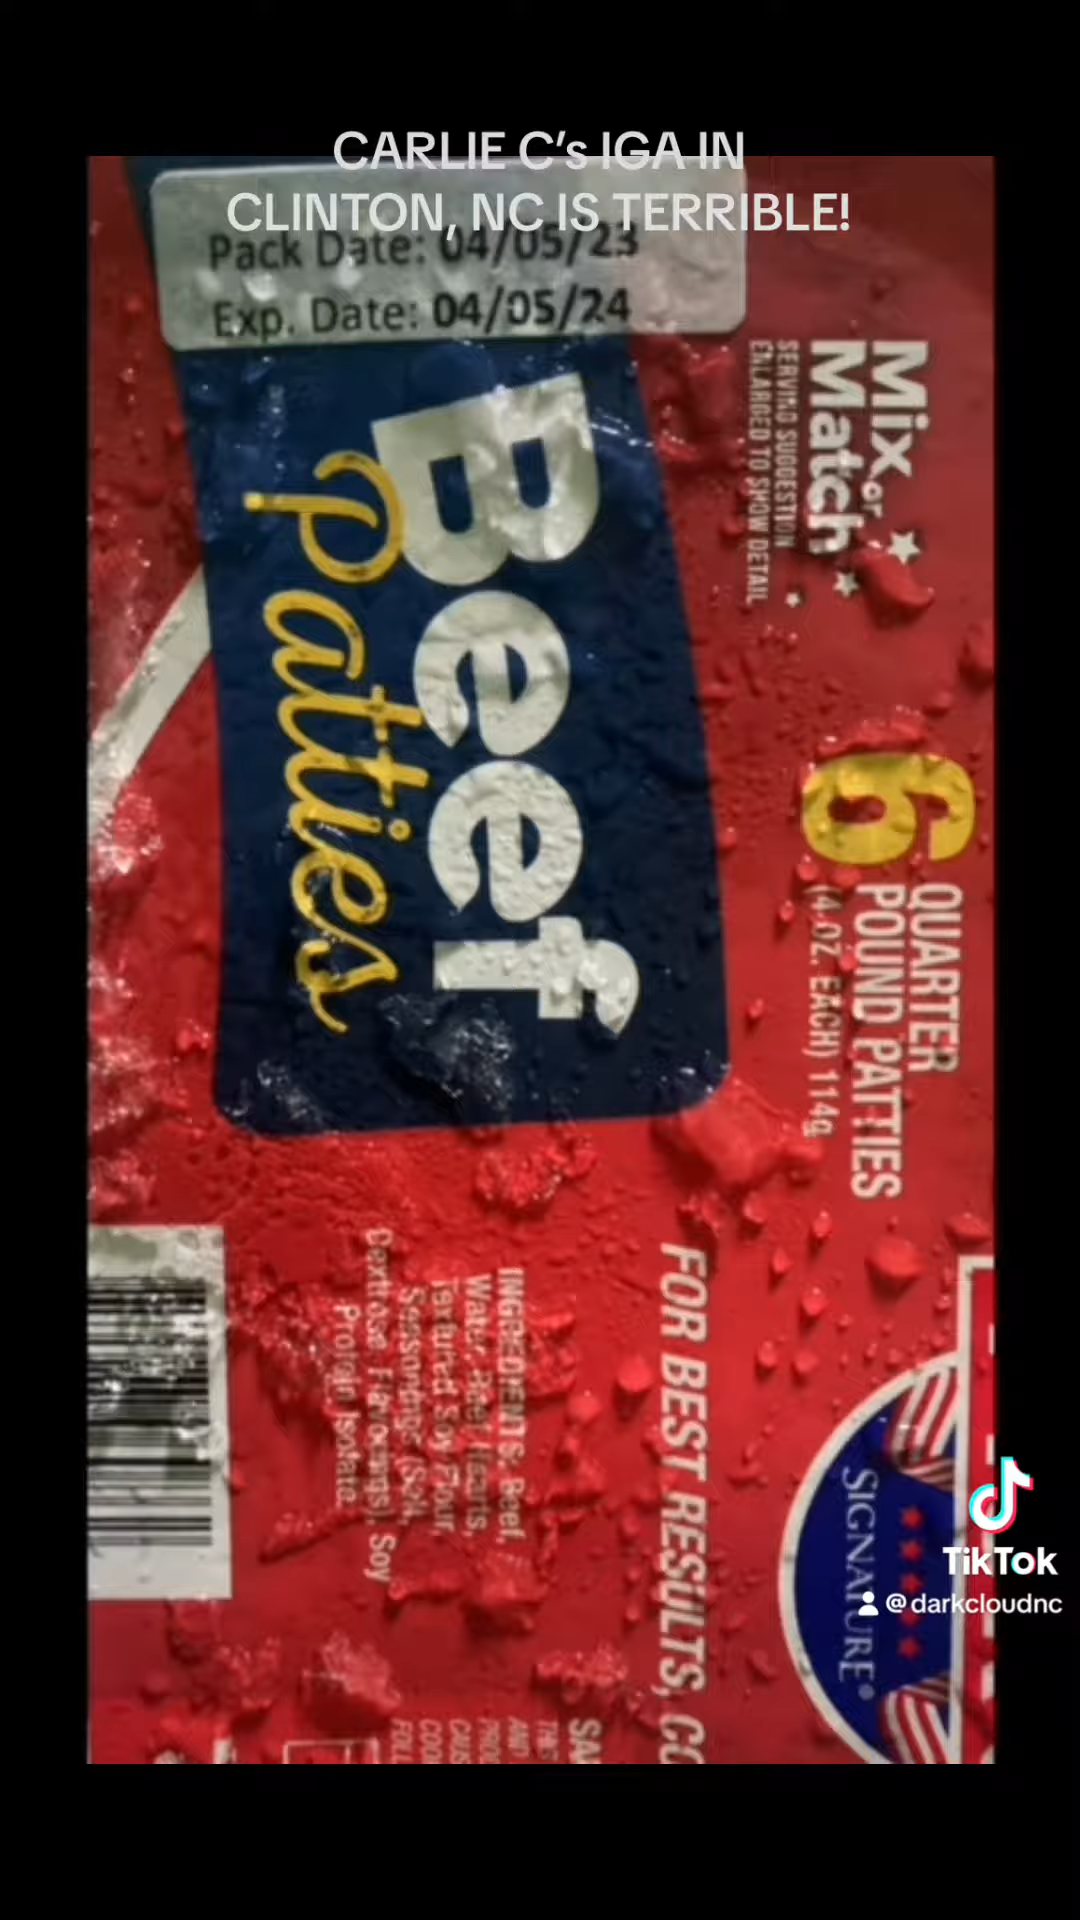 CARLIE C's IGA IN
CLINTON, NC IS TERRIBLE!
Pack Date: 04/05/23
Exp. Date: 04/05/24
Mix or
Match
SERVING SUGGESTION
ENLARGED TO SHOW DETAIL
Beef
Patties
6
QUARTER
POUND PATTIES
(4 OZ. EACH) 114g
FOR BEST RESULTS, CO
INGREDIENTS: Beef,
Water, Beef Hearts,
Textured Soy Flour,
Seasonings (Salt,
Dextrose, Flavorings), Soy
Protein Isolate.
SIGNATURE®
TikTok
@darkcloudnc